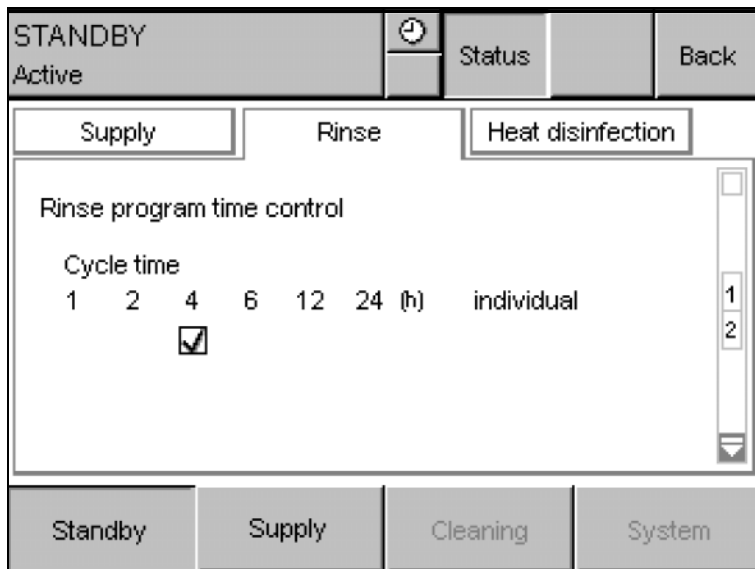 STANDBY
Active
Status
Back
Supply
Rinse
Heat disinfection
Rinse program time control
Cycle time
1 2 4 6 12 24 (h) individual
1
2
Standby
Supply
Cleaning
System